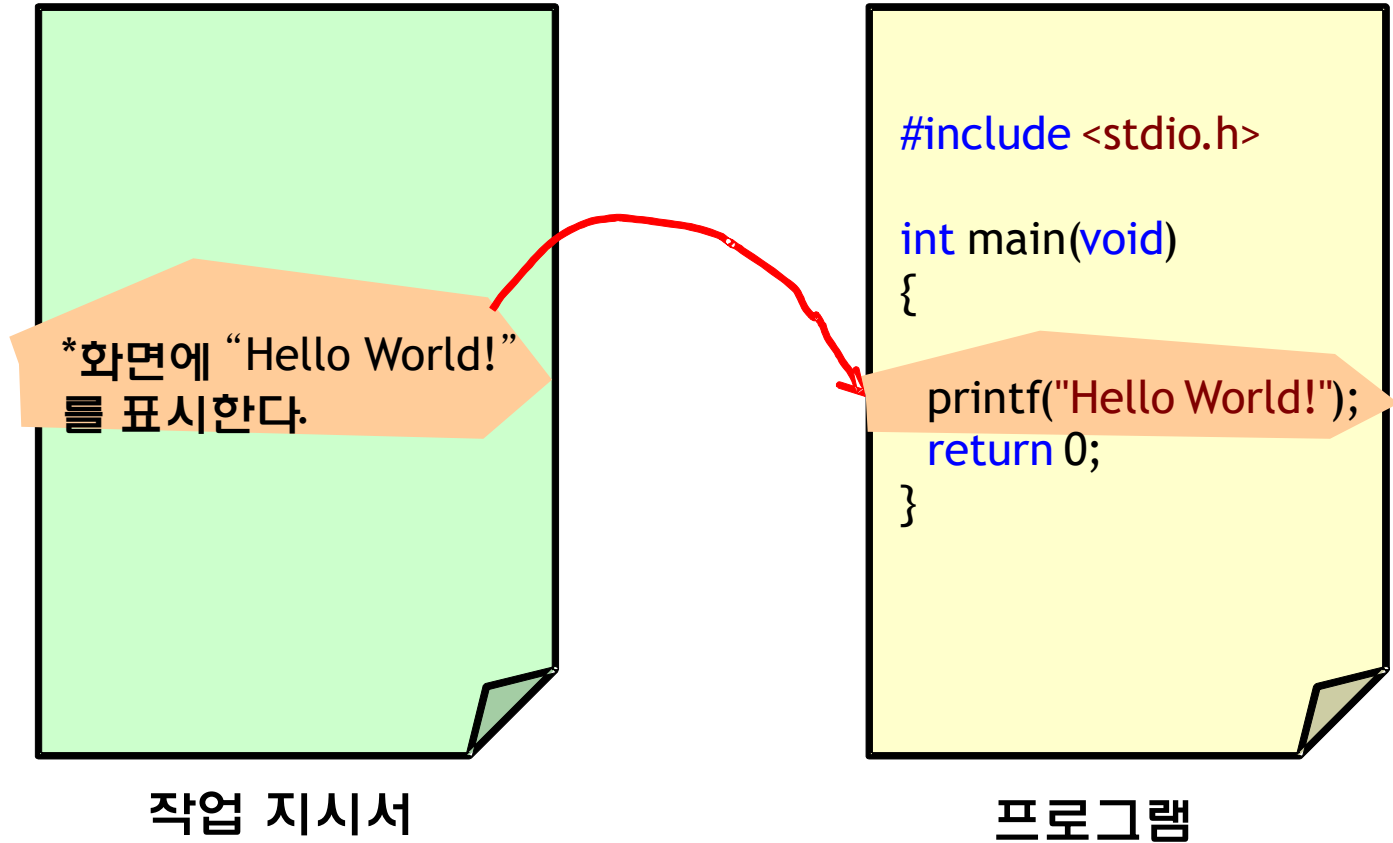 *화면에 “Hello World!”
를 표시한다.
작업 지시서
#include <stdio.h>
int main(void)
{
printf("Hello World!");
return 0;
}
프로그램